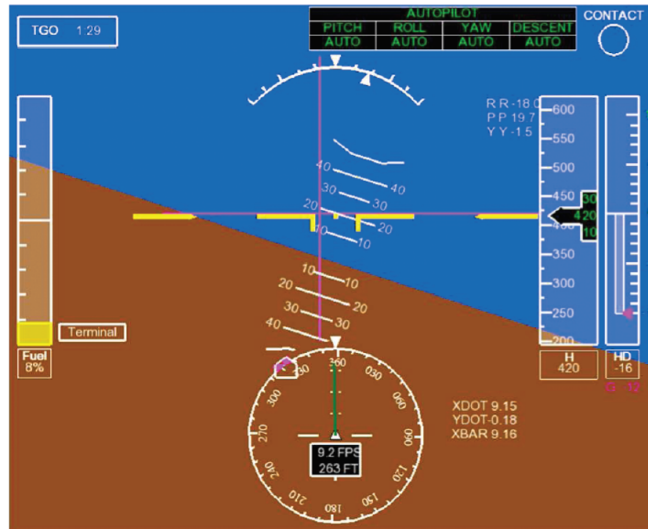 TGO 1:29
AUTOPILOT
PITCH ROLL YAW DESCENT
AUTO AUTO AUTO AUTO
CONTACT
R R -18.0
P P 19.7
Y Y -1.5
600
550
500
450
400
350
300
250
200
30
420
10
40 40
30 30
20 20
10 10
10 10
20 20
30 30
40
Terminal
Fuel
8%
H
420
HD
-16
G -12
360
030
060
090
120
150
180
210
240
270
300
9.2 FPS
263 FT
XDOT 9.15
YDOT-0.18
XBAR 9.16